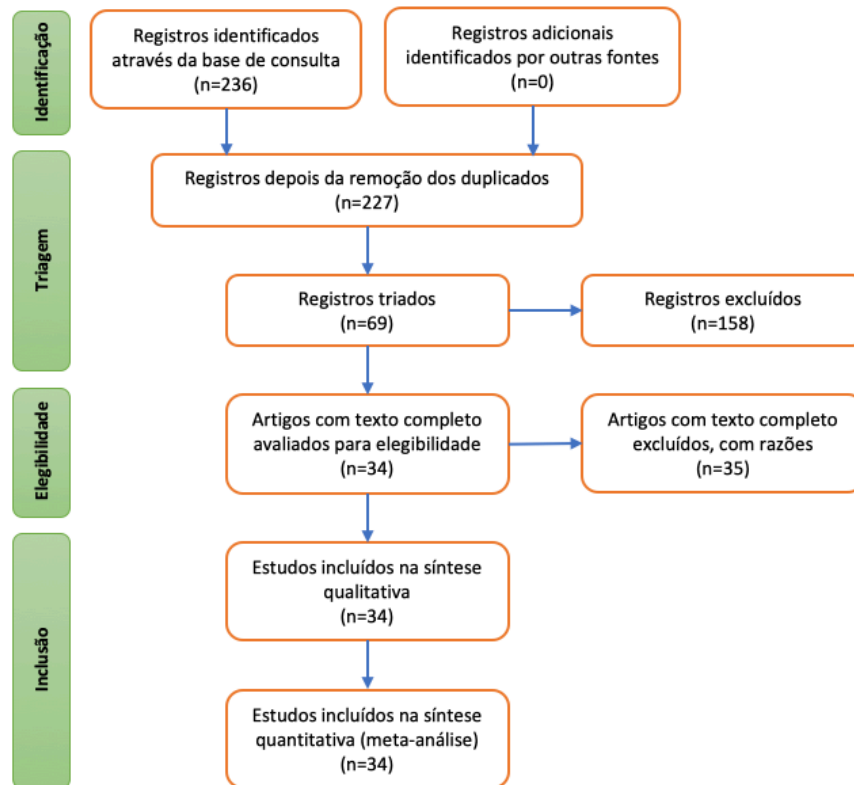 Identificação
Registros identificados
através da base de consulta
(n=236)
Registros adicionais
identificados por outras fontes
(n=0)
Triagem
Registros depois da remoção dos duplicados
(n=227)
Registros triados
(n=69)
Registros excluídos
(n=158)
Elegibilidade
Artigos com texto completo
avaliados para elegibilidade
(n=34)
Artigos com texto completo
excluídos, com razões
(n=35)
Inclusão
Estudos incluídos na síntese
qualitativa
(n=34)
Estudos incluídos na síntese
quantitativa (meta-análise)
(n=34)